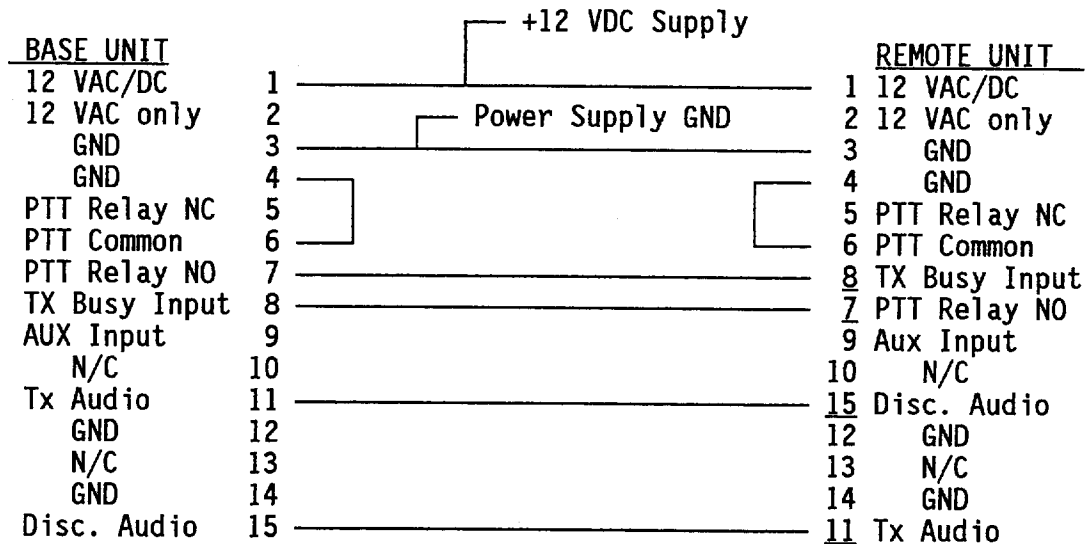 +12 VDC Supply
BASE UNIT REMOTE UNIT
12 VAC/DC 1 1 12 VAC/DC
12 VAC only 2 Power Supply GND 2 12 VAC only
GND 3 3 GND
GND 4 4 GND
PTT Relay NC 5 5 PTT Relay NC
PTT Common 6 6 PTT Common
PTT Relay NO 7 8 TX Busy Input
TX Busy Input 8 7 PTT Relay NO
AUX Input 9 9 Aux Input
N/C 10 10 N/C
Tx Audio 11 15 Disc. Audio
GND 12 12 GND
N/C 13 13 N/C
GND 14 14 GND
Disc. Audio 15 11 Tx Audio